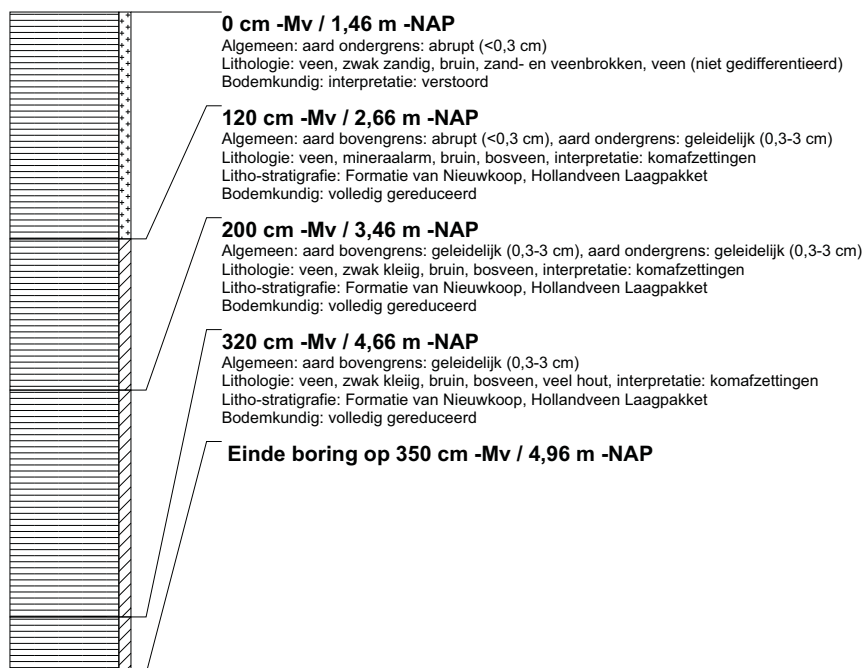 0 cm -Mv / 1,46 m -NAP
Algemeen: aard ondergrens: abrupt (<0,3 cm)
Lithologie: veen, zwak zandig, bruin, zand- en veenbrokken, veen (niet gedifferentieerd)
Bodemkundig: interpretatie: verstoord
120 cm -Mv / 2,66 m -NAP
Algemeen: aard bovengrens: abrupt (<0,3 cm), aard ondergrens: geleidelijk (0,3-3 cm)
Lithologie: veen, mineraalarm, bruin, bosveen, interpretatie: komafzettingen
Litho-stratigrafie: Formatie van Nieuwkoop, Hollandveen Laagpakket
Bodemkundig: volledig gereduceerd
200 cm -Mv / 3,46 m -NAP
Algemeen: aard bovengrens: geleidelijk (0,3-3 cm), aard ondergrens: geleidelijk (0,3-3 cm)
Lithologie: veen, zwak kleiig, bruin, bosveen, interpretatie: komafzettingen
Litho-stratigrafie: Formatie van Nieuwkoop, Hollandveen Laagpakket
Bodemkundig: volledig gereduceerd
320 cm -Mv / 4,66 m -NAP
Algemeen: aard bovengrens: geleidelijk (0,3-3 cm)
Lithologie: veen, zwak kleiig, bruin, bosveen, veel hout, interpretatie: komafzettingen
Litho-stratigrafie: Formatie van Nieuwkoop, Hollandveen Laagpakket
Bodemkundig: volledig gereduceerd
Einde boring op 350 cm -Mv / 4,96 m -NAP